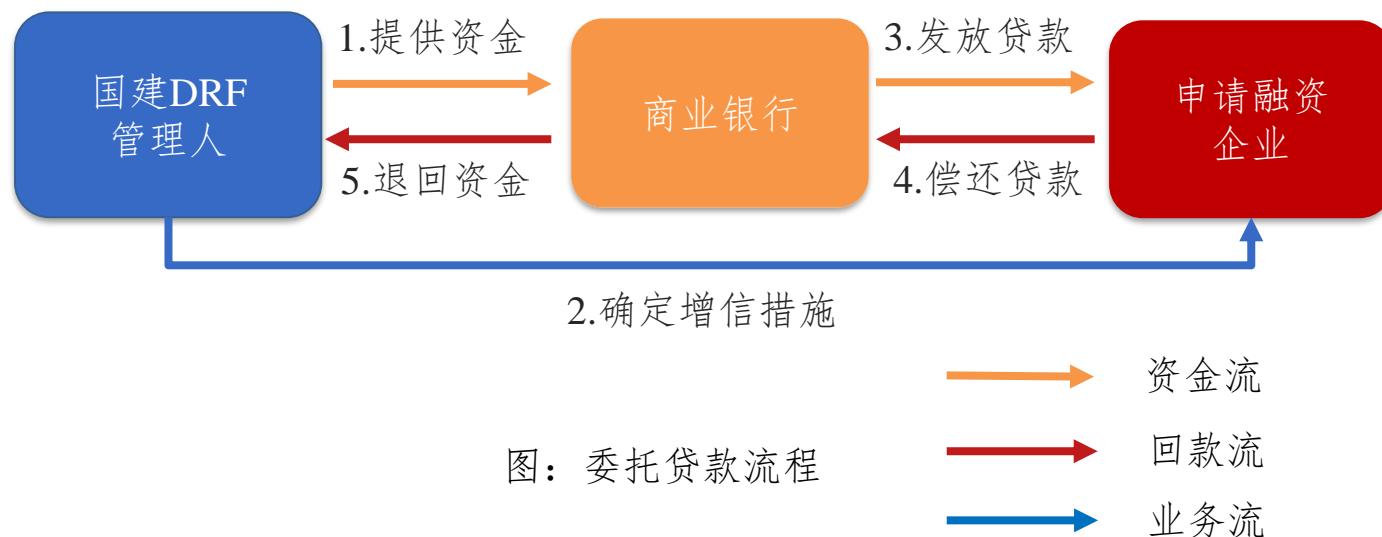 1.提供资金
3.发放贷款
国建DRF
管理人
商业银行
申请融资
企业
5.退回资金
4.偿还贷款
2.确定增信措施
资金流
图：委托贷款流程
回款流
业务流